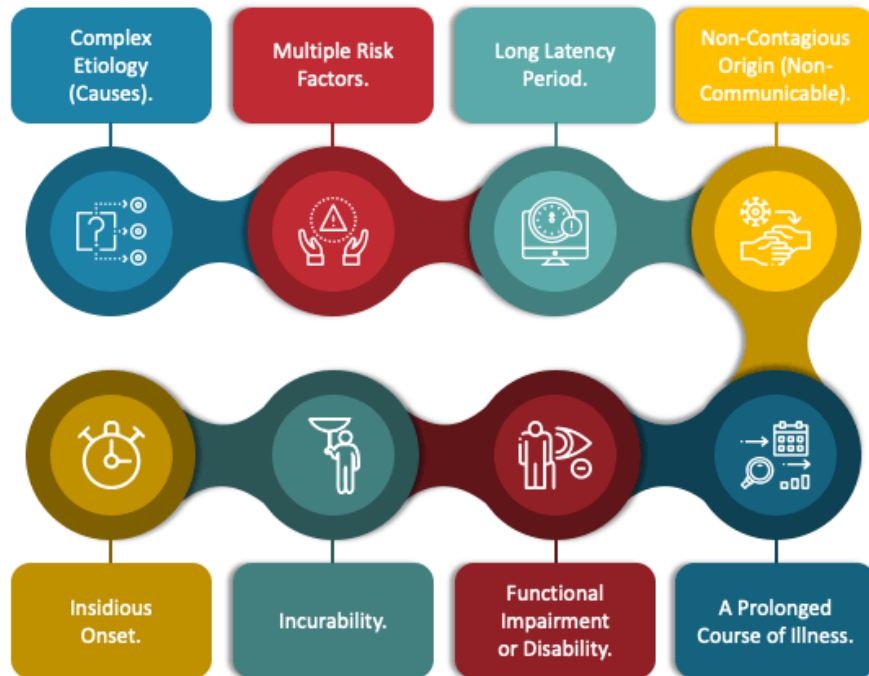 Complex
Etiology
(Causes).
Multiple Risk
Factors.
Long Latency
Period.
Non-Contagious
Origin (Non-
Communicable).
Insidious
Onset.
Incurability.
Functional
Impairment
or Disability.
A Prolonged
Course of Illness.